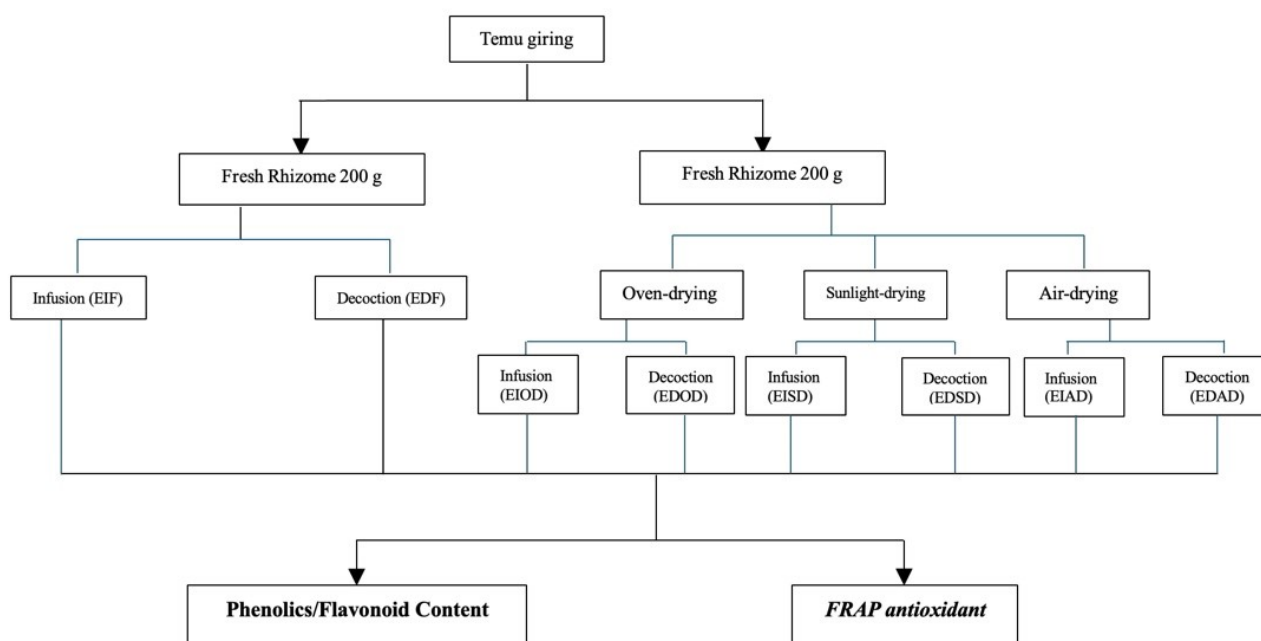 Temu giring
Fresh Rhizome 200 g
Fresh Rhizome 200 g
Infusion (EIF)
Decoction (EDF)
Oven-drying
Sunlight-drying
Air-drying
Infusion
(EIOD)
Decoction
(EDOD)
Infusion
(EISD)
Decoction
(EDSD)
Infusion
(EIAD)
Decoction
(EDAD)
Phenolics/Flavonoid Content
FRAP antioxidant